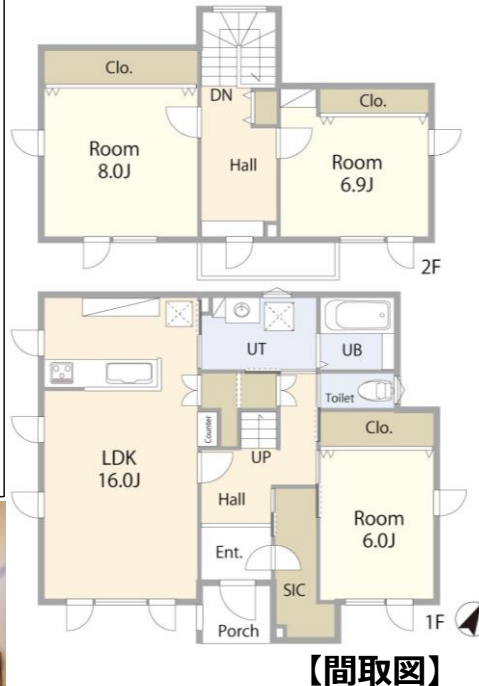 Clo.
DN
Clo.
Room
8.0J
Hall
Room
6.9J
2F
UT
UB
Toilet
Counter
Clo.
LDK
16.0J
UP
Hall
Room
6.0J
Ent.
SIC
Porch
1F
【間取図】